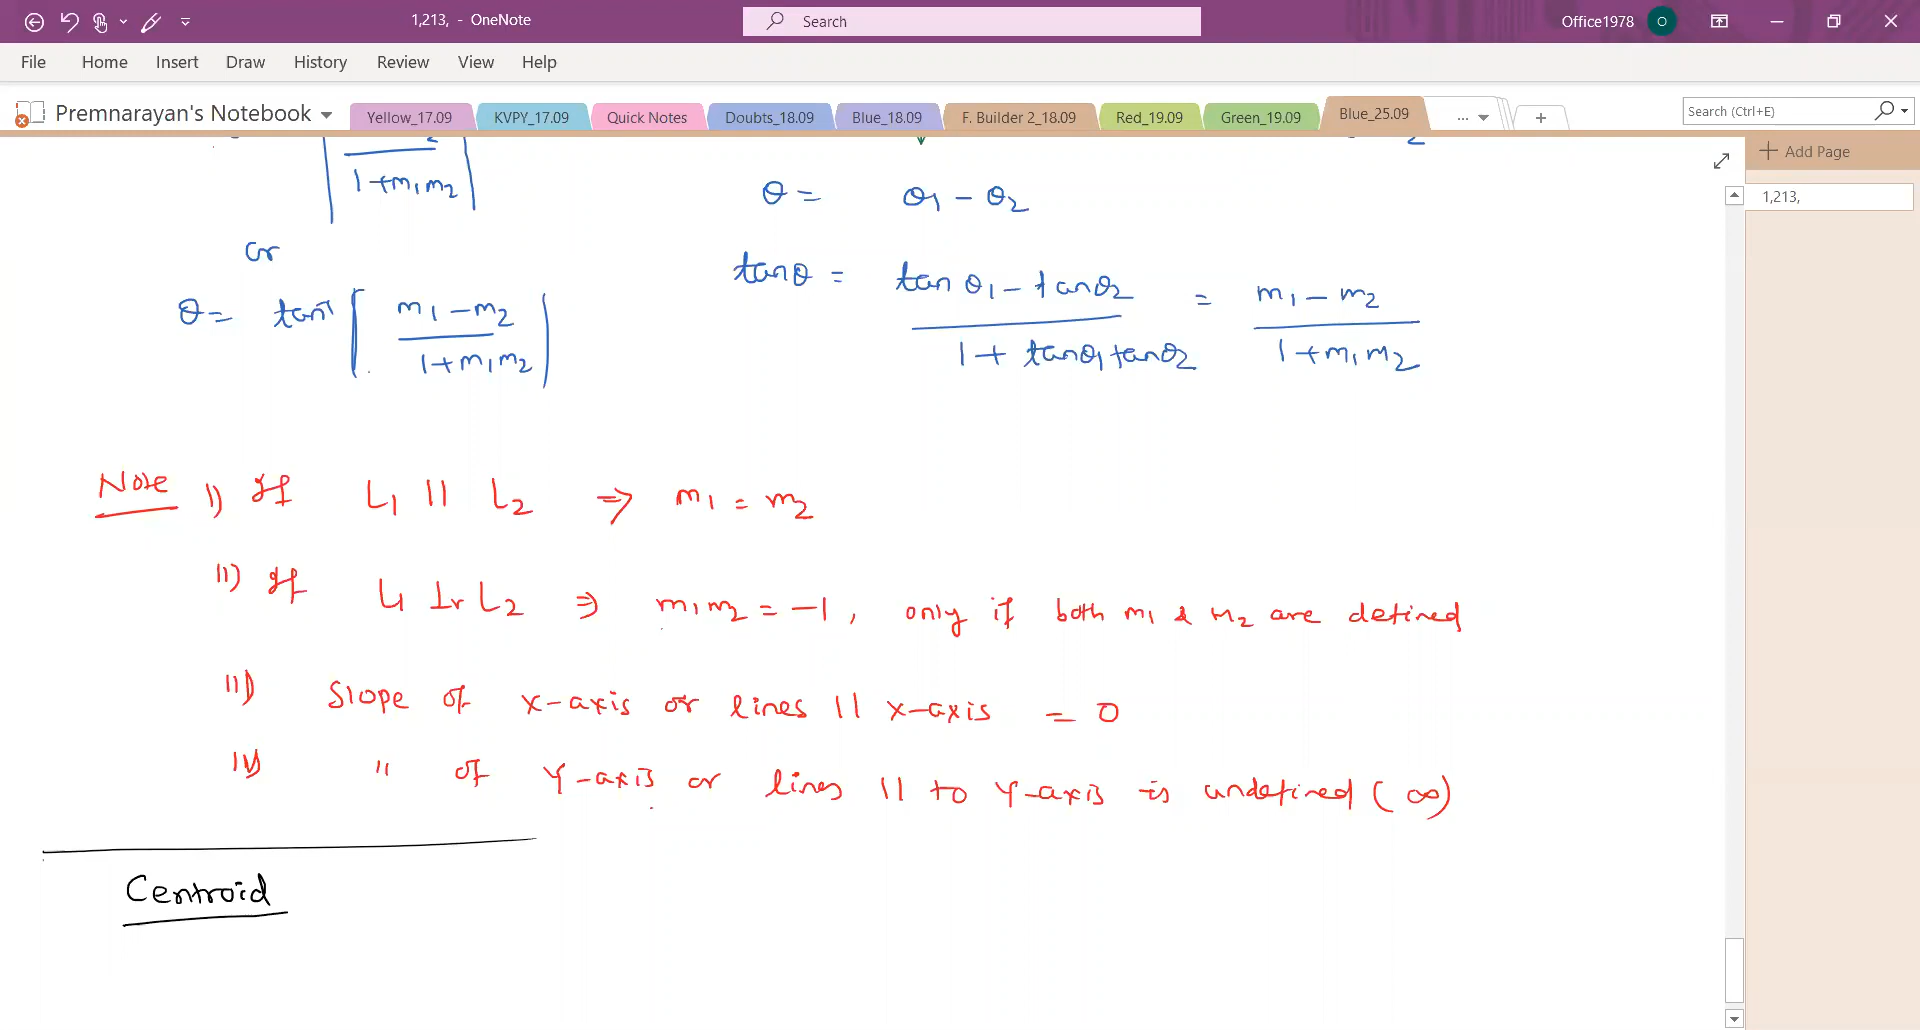 1,213, - OneNote
Search
Office1978
O
File Home Insert Draw History Review View Help
Premnarayan's Notebook
Yellow_17.09 KVPY_17.09 Quick Notes Doubts_18.09 Blue_18.09 F. Builder 2_18.09 Red_19.09 Green_19.09 Blue_25.09 ...
Search (Ctrl+E)
Add Page
1,213,
1+m₁m₂
θ = θ₁ - θ₂
or
tanθ = (tanθ₁ - tanθ₂)/(1 + tanθ₁tanθ₂) = (m₁ - m₂)/(1+m₁m₂)
θ = tan⁻¹ |(m₁ - m₂)/(1+m₁m₂)|
Note i) If L₁ || L₂ ⇒ m₁ = m₂
ii) If L₁ ⊥r L₂ ⇒ m₁m₂ = -1, only if both m₁ & m₂ are defined
iii) Slope of x-axis or lines || x-axis = 0
iv) " of Y-axis or lines || to Y-axis is undefined (∞)
Centroid